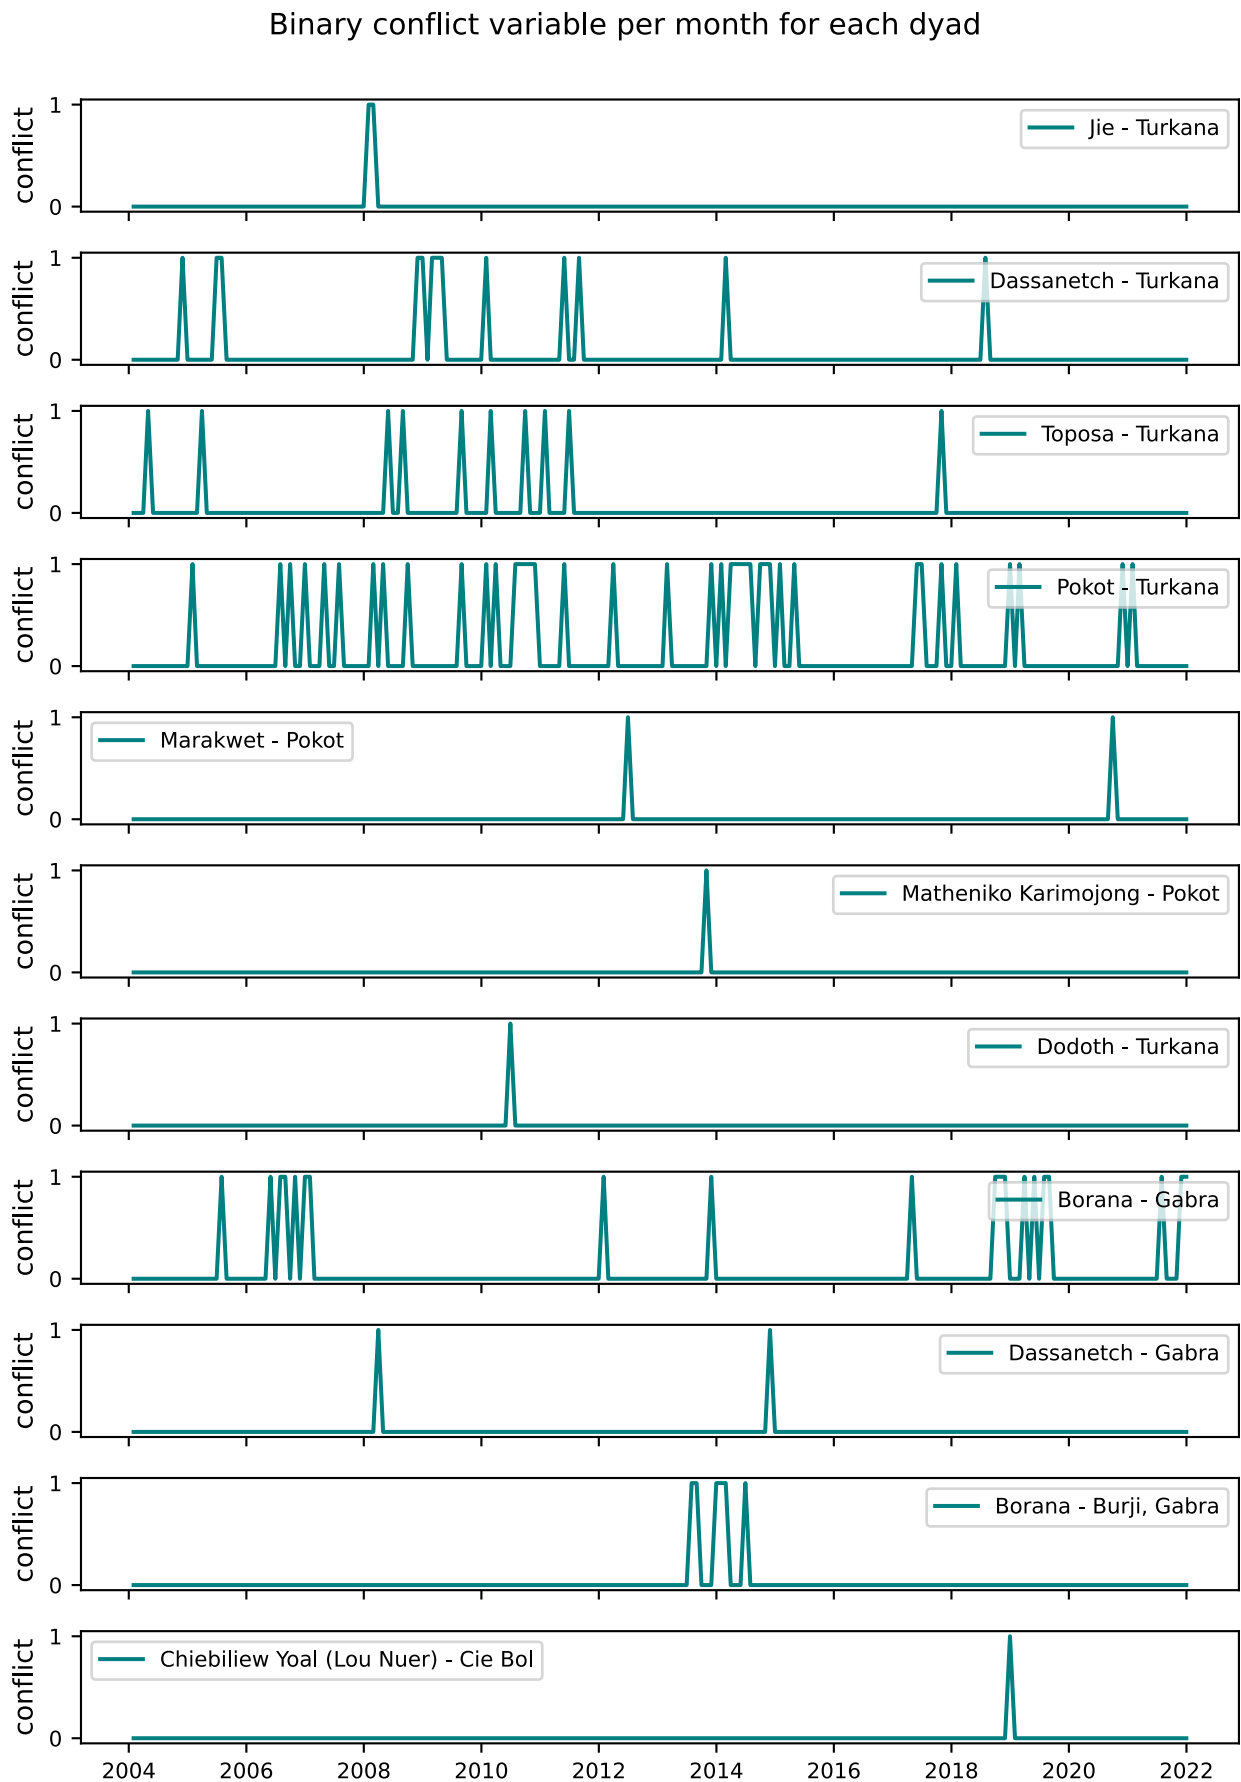 Binary conflict variable per month for each dyad
conflict
1
0
Jie - Turkana
conflict
1
0
Dassanetch - Turkana
conflict
1
0
Toposa - Turkana
conflict
1
0
Pokot - Turkana
conflict
1
0
Marakwet - Pokot
conflict
1
0
Matheniko Karimojong - Pokot
conflict
1
0
Dodoth - Turkana
conflict
1
0
Borana - Gabra
conflict
1
0
Dassanetch - Gabra
conflict
1
0
Borana - Burji, Gabra
conflict
1
0
Chiebiliew Yoal (Lou Nuer) - Cie Bol
2004 2006 2008 2010 2012 2014 2016 2018 2020 2022